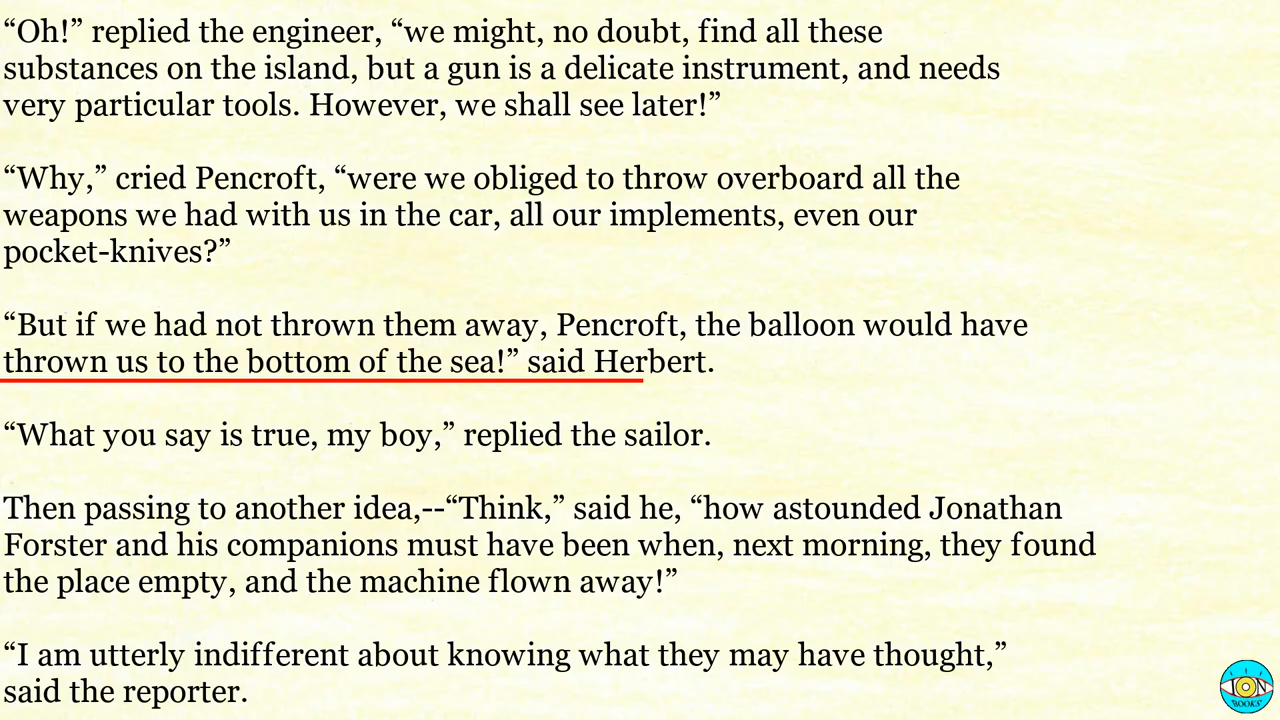 “Oh!” replied the engineer, “we might, no doubt, find all these
substances on the island, but a gun is a delicate instrument, and needs
very particular tools. However, we shall see later!”
“Why,” cried Pencroft, “were we obliged to throw overboard all the
weapons we had with us in the car, all our implements, even our
pocket-knives?”
“But if we had not thrown them away, Pencroft, the balloon would have
thrown us to the bottom of the sea!” said Herbert.
“What you say is true, my boy,” replied the sailor.
Then passing to another idea,--“Think,” said he, “how astounded Jonathan
Forster and his companions must have been when, next morning, they found
the place empty, and the machine flown away!”
“I am utterly indifferent about knowing what they may have thought,”
said the reporter.
ION
BOOKS